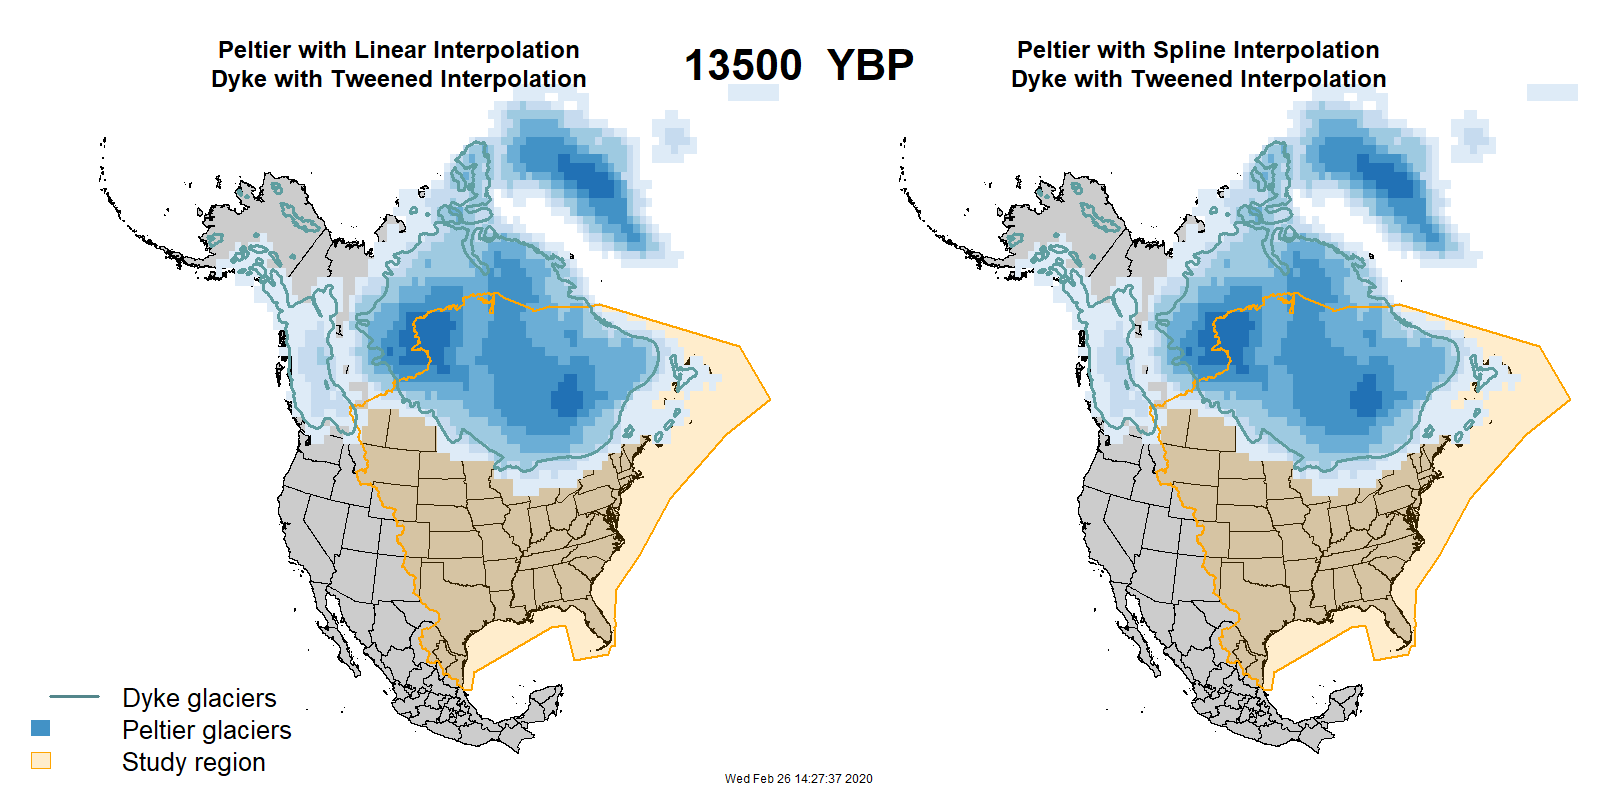 Peltier with Linear Interpolation
Dyke with Tweened Interpolation
13500 YBP
Peltier with Spline Interpolation
Dyke with Tweened Interpolation
Dyke glaciers
Peltier glaciers
Study region
Wed Feb 26 14:27:37 2020